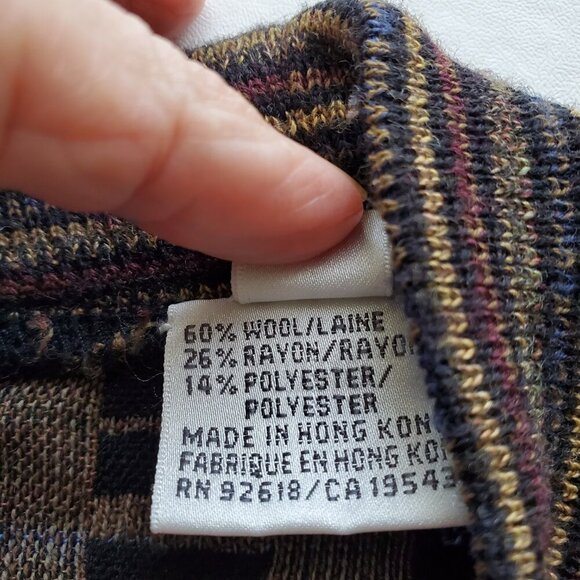 60% WOOL/LAINE
26% RAYON/RAYO
14% POLYESTER/
POLYESTER
MADE IN HONG KON
FABRIQUE EN HONG KO
RN 92618/CA 19543